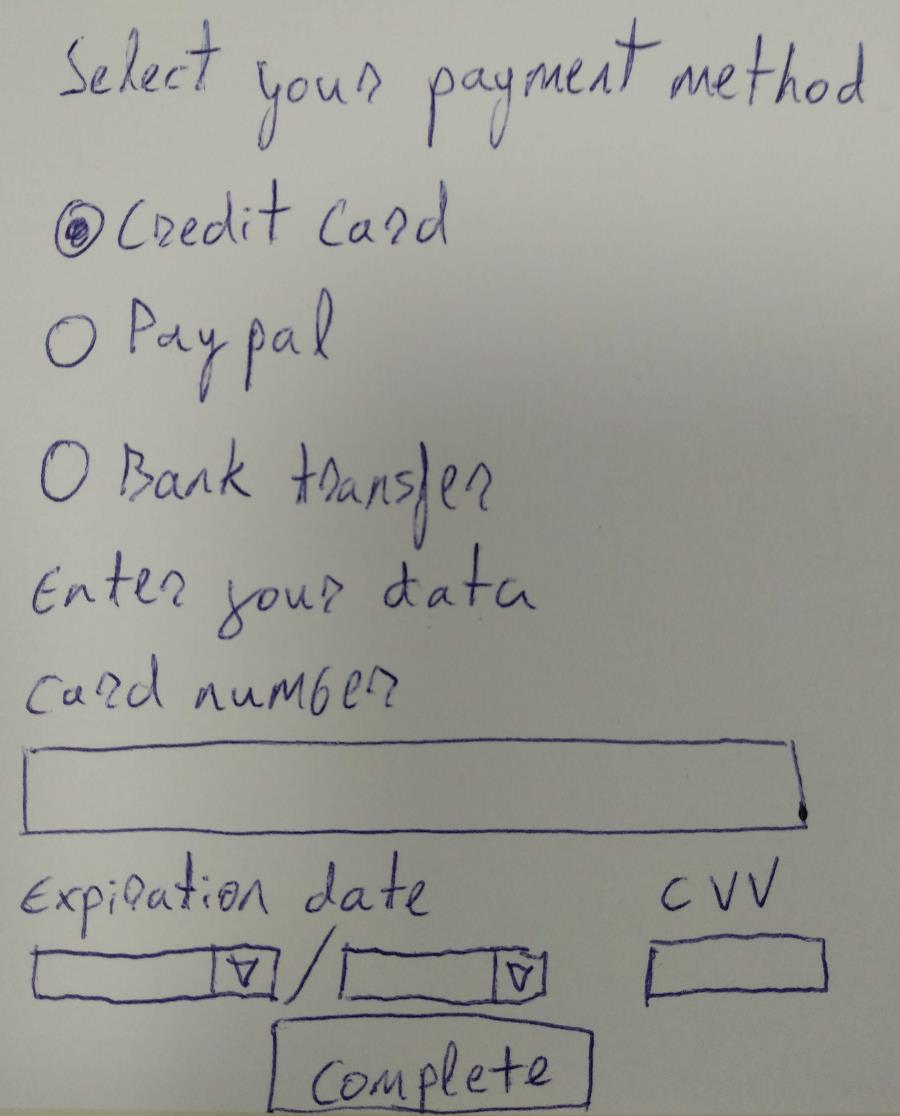 Select your payment method
Credit Card
Paypal
Bank transfer
Enter your data
Card number
Expiration date CVV
/
Complete